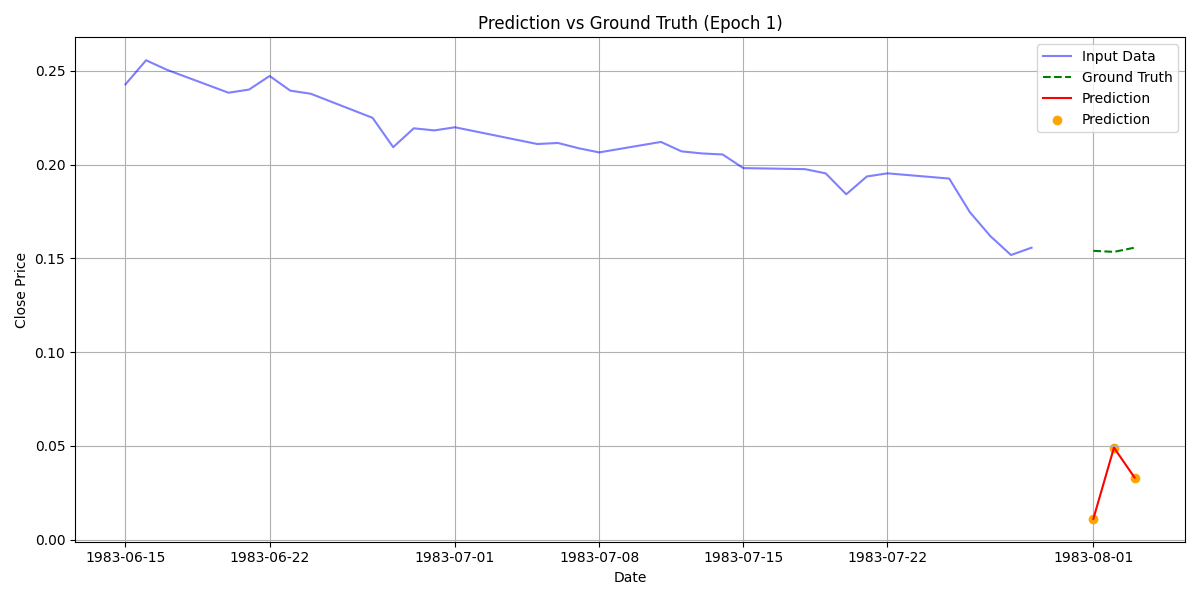 Prediction vs Ground Truth (Epoch 1)
Input Data
Ground Truth
Prediction
Prediction
0.25
0.20
0.15
0.10
0.05
0.00
Close Price
1983-06-15 1983-06-22 1983-07-01 1983-07-08 1983-07-15 1983-07-22 1983-08-01
Date